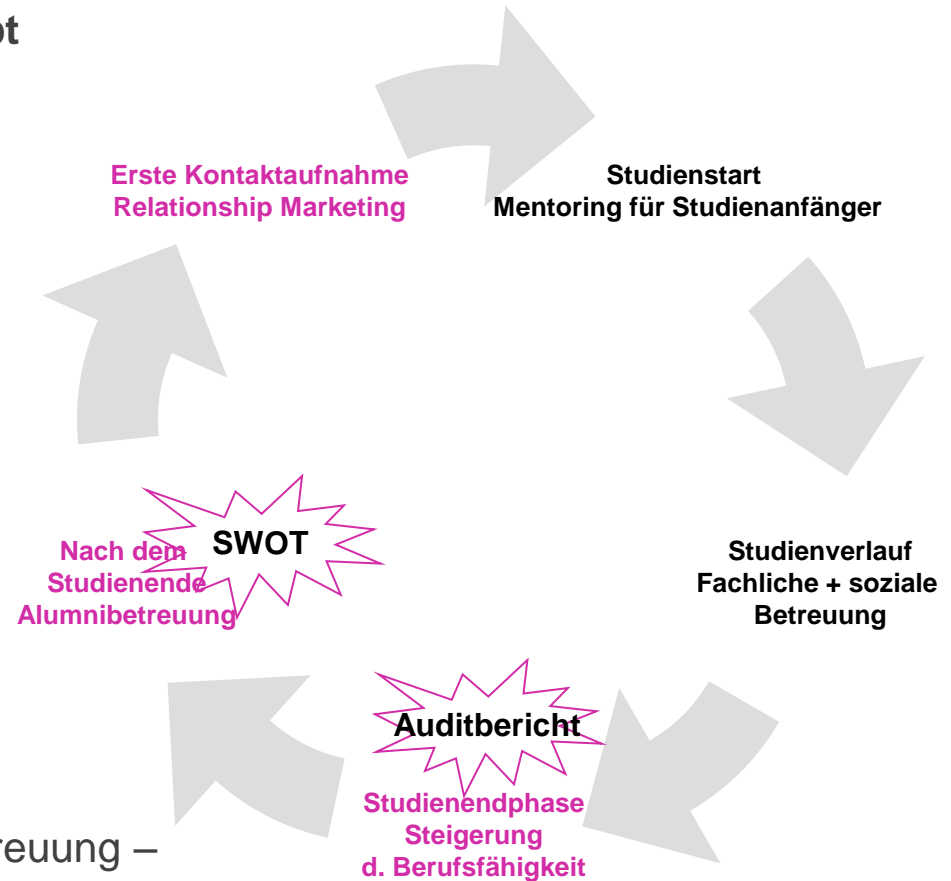 Erste Kontaktaufnahme
Relationship Marketing
Studienstart
Mentoring für Studienanfänger
Studienverlauf
Fachliche + soziale
Betreuung
Auditbericht
Studienendphase
Steigerung
d. Berufsfähigkeit
SWOT
Nach dem
Studienende
Alumnibetreuung